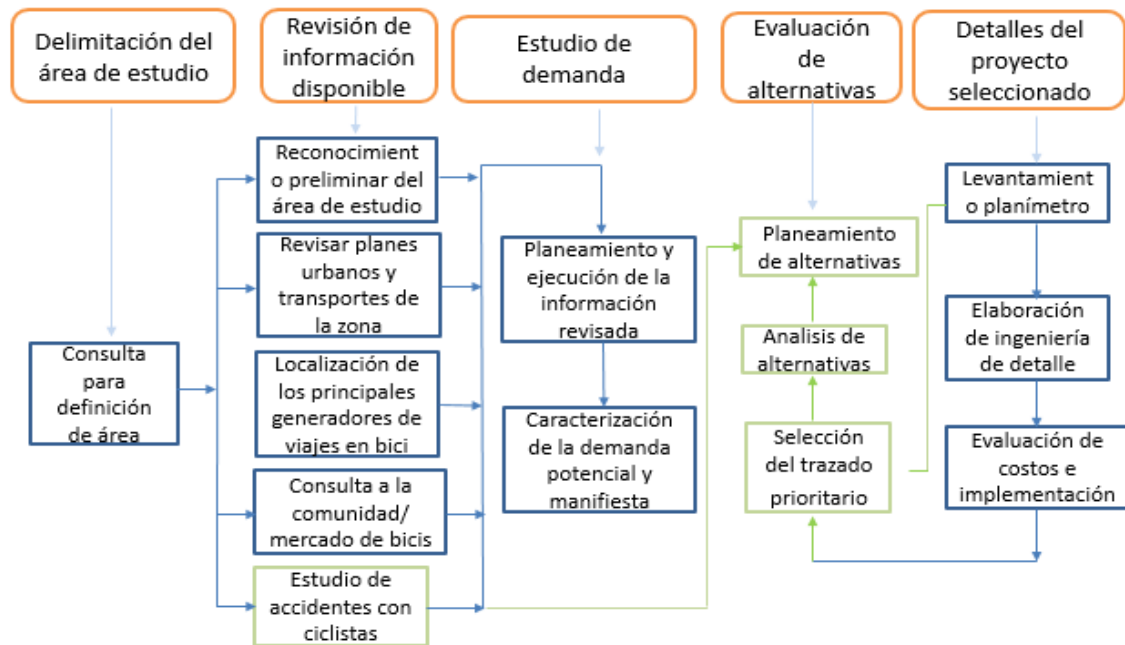 Delimitación del
área de estudio
Revisión de
información
disponible
Estudio de
demanda
Evaluación
de
alternativas
Detalles del
proyecto
seleccionado
Consulta
para
definición
de área
Reconocimient
o preliminar del
área de estudio
Revisar planes
urbanos y
transportes de
la zona
Localización de
los principales
generadores de
viajes en bici
Consulta a la
comunidad/
mercado de bicis
Estudio de
accidentes con
ciclistas
Planeamiento y
ejecución de la
información
revisada
Caracterización
de la demanda
potencial y
manifiesta
Planeamiento
de alternativas
Analisis de
alternativas
Selección
del trazado
prioritario
Levantamient
o planímetro
Elaboración
de ingeniería
de detalle
Evaluación de
costos e
implementación